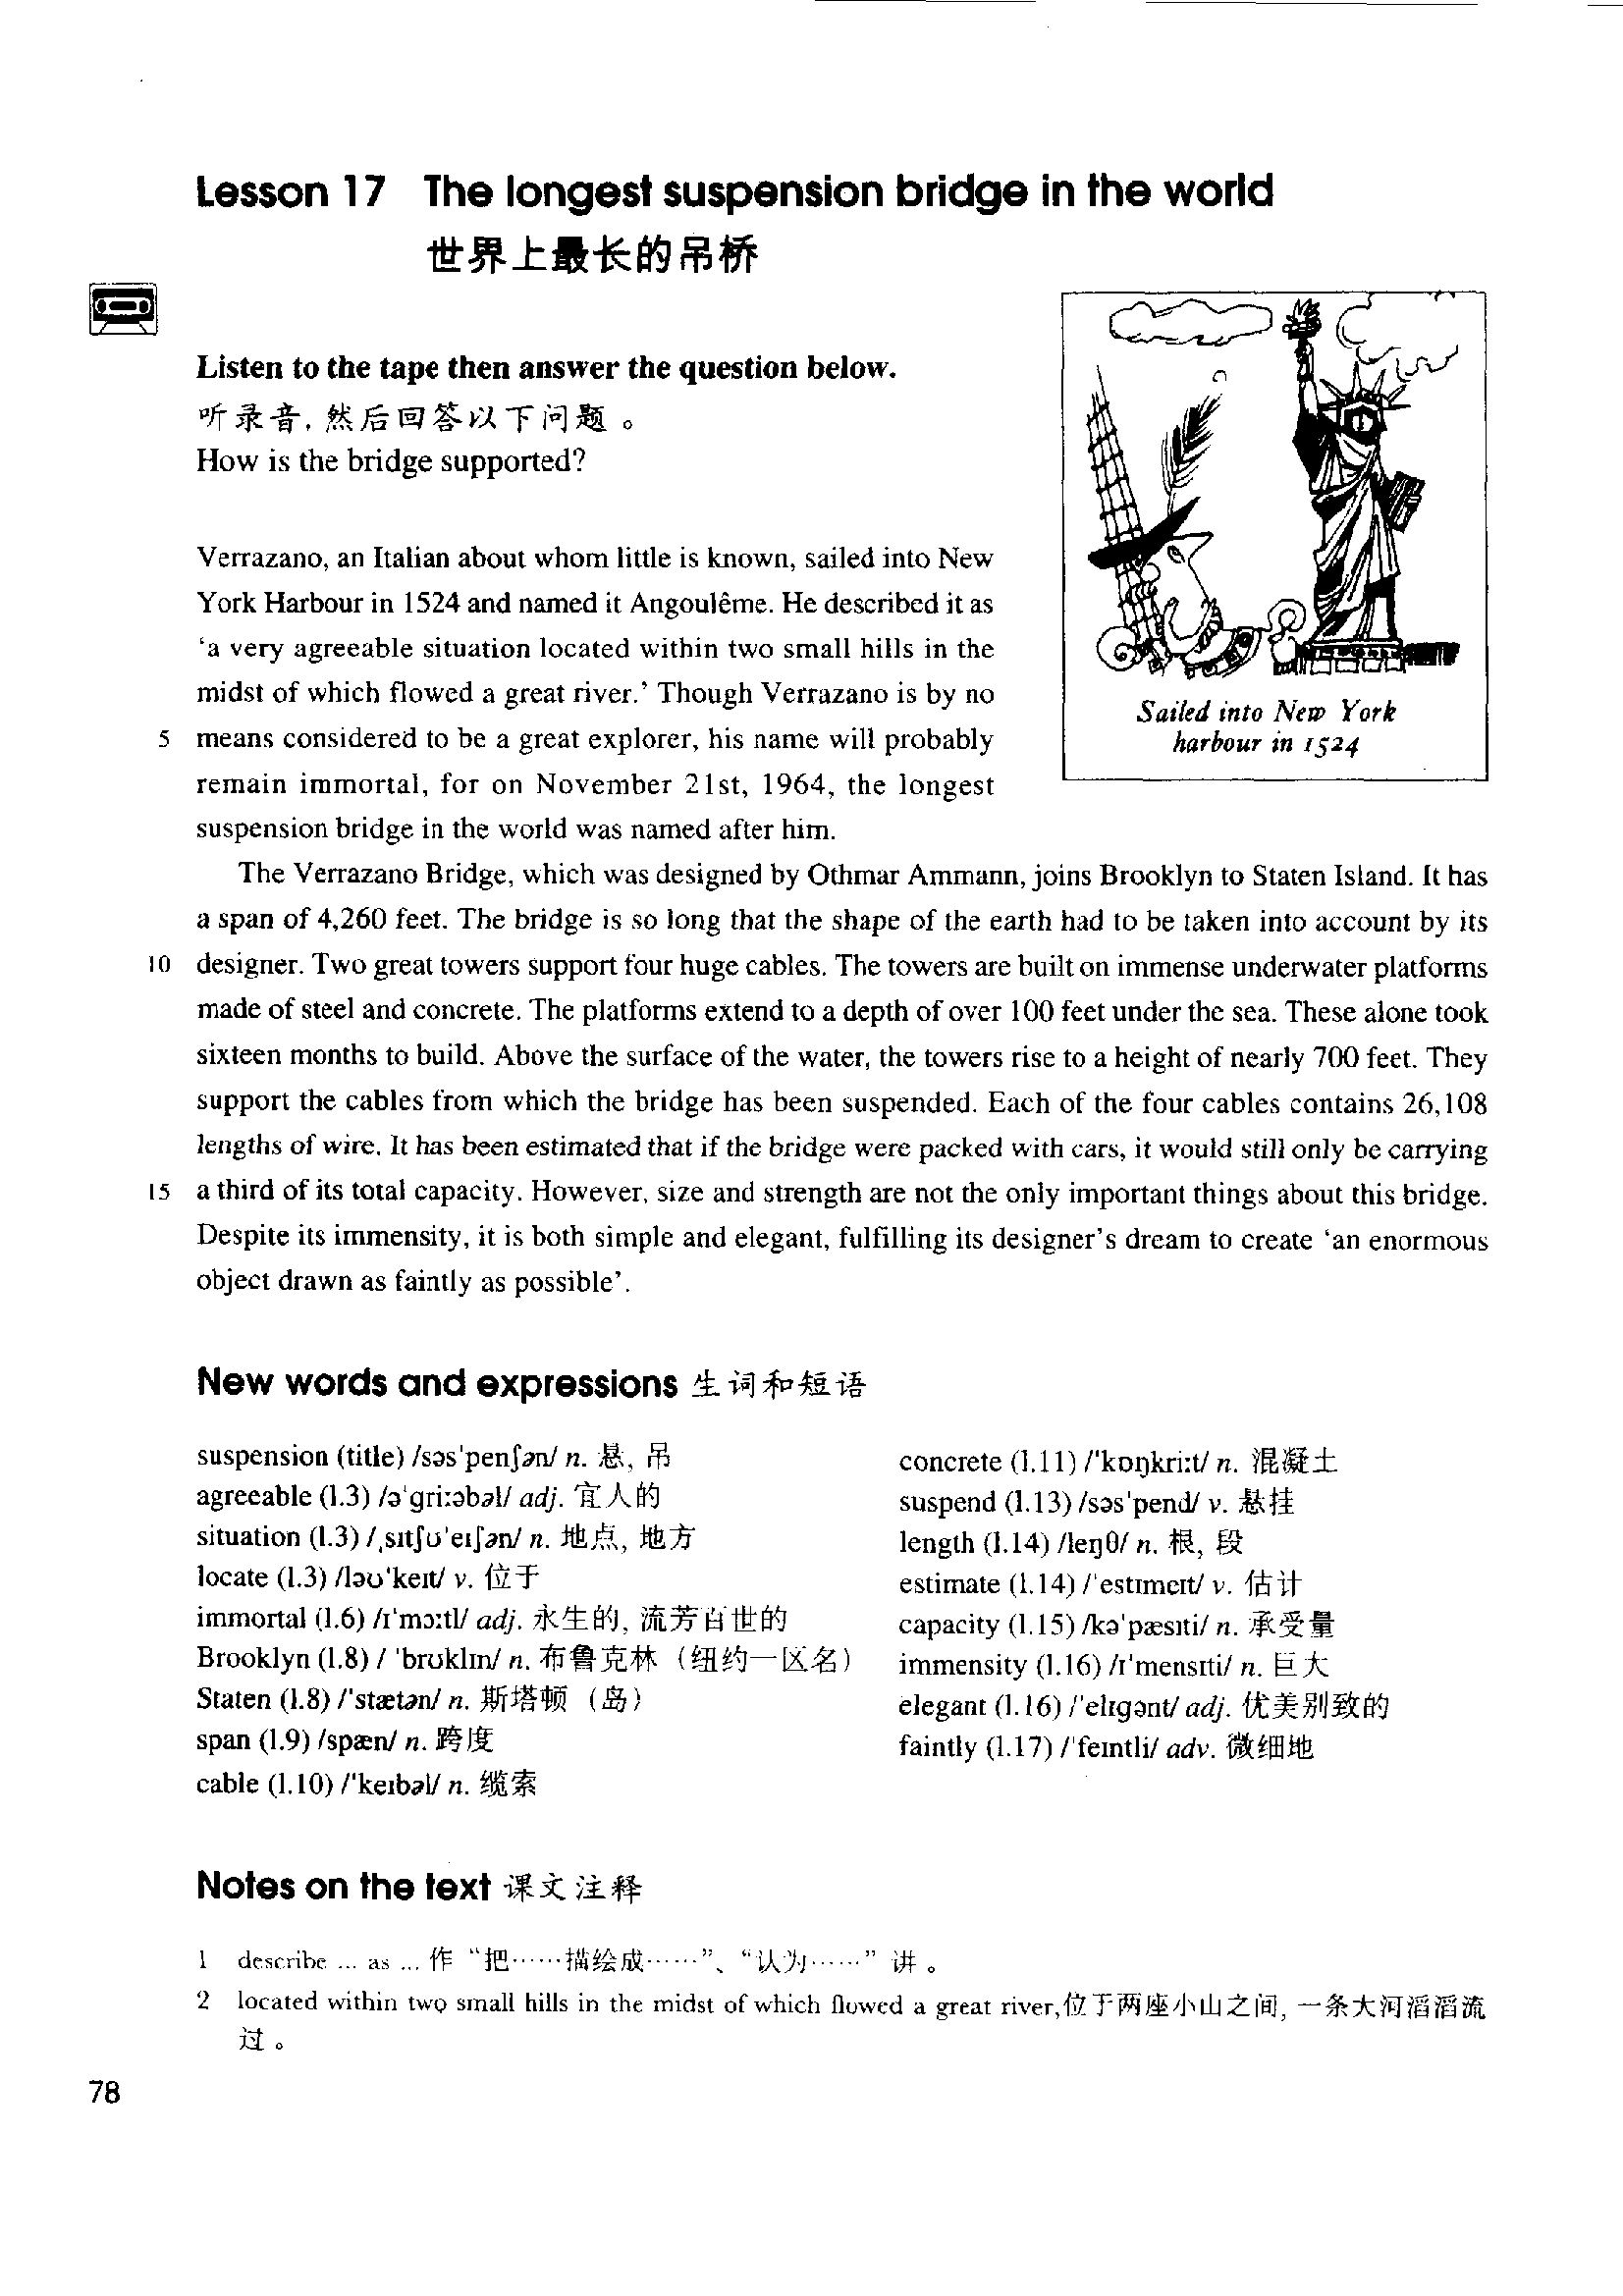 Lesson 17 The longest suspension bridge in the world
世界上最长的吊桥
Listen to the tape then answer the question below.
听录音，然后回答以下问题。
How is the bridge supported?
Verrazano, an Italian about whom little is known, sailed into New
York Harbour in 1524 and named it Angoulême. He described it as
‘a very agreeable situation located within two small hills in the
midst of which flowed a great river.’ Though Verrazano is by no
5 means considered to be a great explorer, his name will probably
remain immortal, for on November 21st, 1964, the longest
suspension bridge in the world was named after him.
Sailed into New York
harbour in 1524
The Verrazano Bridge, which was designed by Othmar Ammann, joins Brooklyn to Staten Island. It has
a span of 4,260 feet. The bridge is so long that the shape of the earth had to be taken into account by its
10 designer. Two great towers support four huge cables. The towers are built on immense underwater platforms
made of steel and concrete. The platforms extend to a depth of over 100 feet under the sea. These alone took
sixteen months to build. Above the surface of the water, the towers rise to a height of nearly 700 feet. They
support the cables from which the bridge has been suspended. Each of the four cables contains 26,108
lengths of wire. It has been estimated that if the bridge were packed with cars, it would still only be carrying
15 a third of its total capacity. However, size and strength are not the only important things about this bridge.
Despite its immensity, it is both simple and elegant, fulfilling its designer’s dream to create ‘an enormous
object drawn as faintly as possible’.
New words and expressions 生词和短语
suspension (title) /səs'penʃən/ n. 悬, 吊
agreeable (l.3) /ə'gri:əbəl/ adj. 宜人的
situation (l.3) /ˌsɪtʃʊ'eɪʃən/ n. 地点, 地方
locate (l.3) /ləʊ'keɪt/ v. 位于
immortal (l.6) /ɪ'mɔ:tl/ adj. 永生的, 流芳百世的
Brooklyn (l.8) / 'brʊklɪn/ n. 布鲁克林（纽约一区名）
Staten (l.8) /'stætən/ n. 斯塔顿（岛）
span (l.9) /spæn/ n. 跨度
cable (l.10) /'keɪbəl/ n. 缆索
concrete (l.11) /'kɒŋkri:t/ n. 混凝土
suspend (l.13) /səs'pend/ v. 悬挂
length (l.14) /leŋθ/ n. 根, 段
estimate (l.14) /'estɪmeɪt/ v. 估计
capacity (l.15) /kə'pæsɪti/ n. 承受量
immensity (l.16) /ɪ'mensɪti/ n. 巨大
elegant (l.16) /'elɪgənt/ adj. 优美别致的
faintly (l.17) /'feɪntli/ adv. 微细地
Notes on the text 课文注释
1 describe ... as ... 作 “把……描绘成……”、“认为……” 讲。
2 located within two small hills in the midst of which flowed a great river,位于两座小山之间, 一条大河滔滔流
过。
78